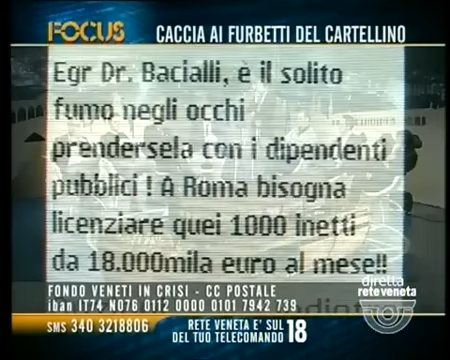 FOCUS CACCIA AI FURBETTI DEL CARTELLINO
Egr Dr. Bacialli, è il solito
fumo negli occhi
prendersela con i dipendenti
pubblici ! A Roma bisogna
licenziare quei 1000 inetti
da 18.000mila euro al mese!!
FONDO VENETI IN CRISI - CC POSTALE
iban IT74 N076 0112 0000 0101 7942 739
diretta
reteveneta
SMS 340 3218806
RETE VENETA E' SUL
DEL TUO TELECOMANDO 18